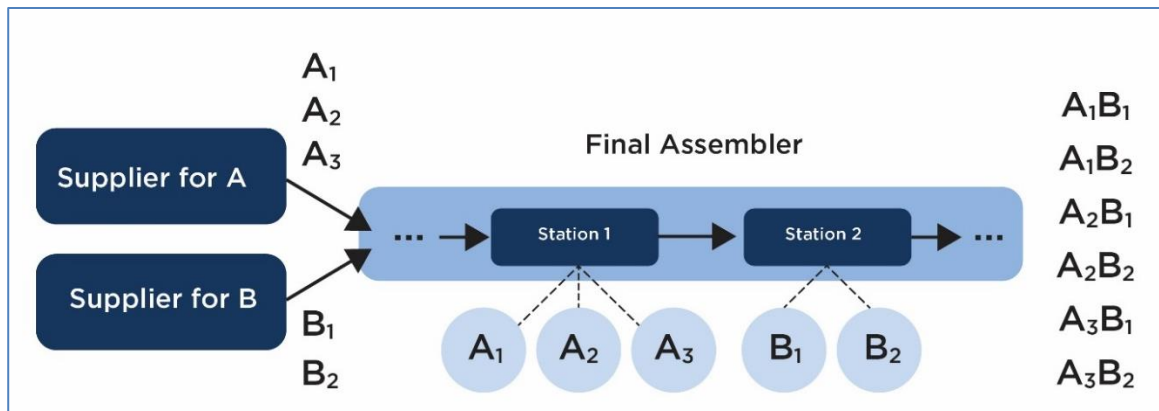 A₁
A₂
A₃
Supplier for A
Supplier for B
B₁
B₂
Final Assembler
...
Station 1
Station 2
...
A₁
A₂
A₃
B₁
B₂
A₁B₁
A₁B₂
A₂B₁
A₂B₂
A₃B₁
A₃B₂